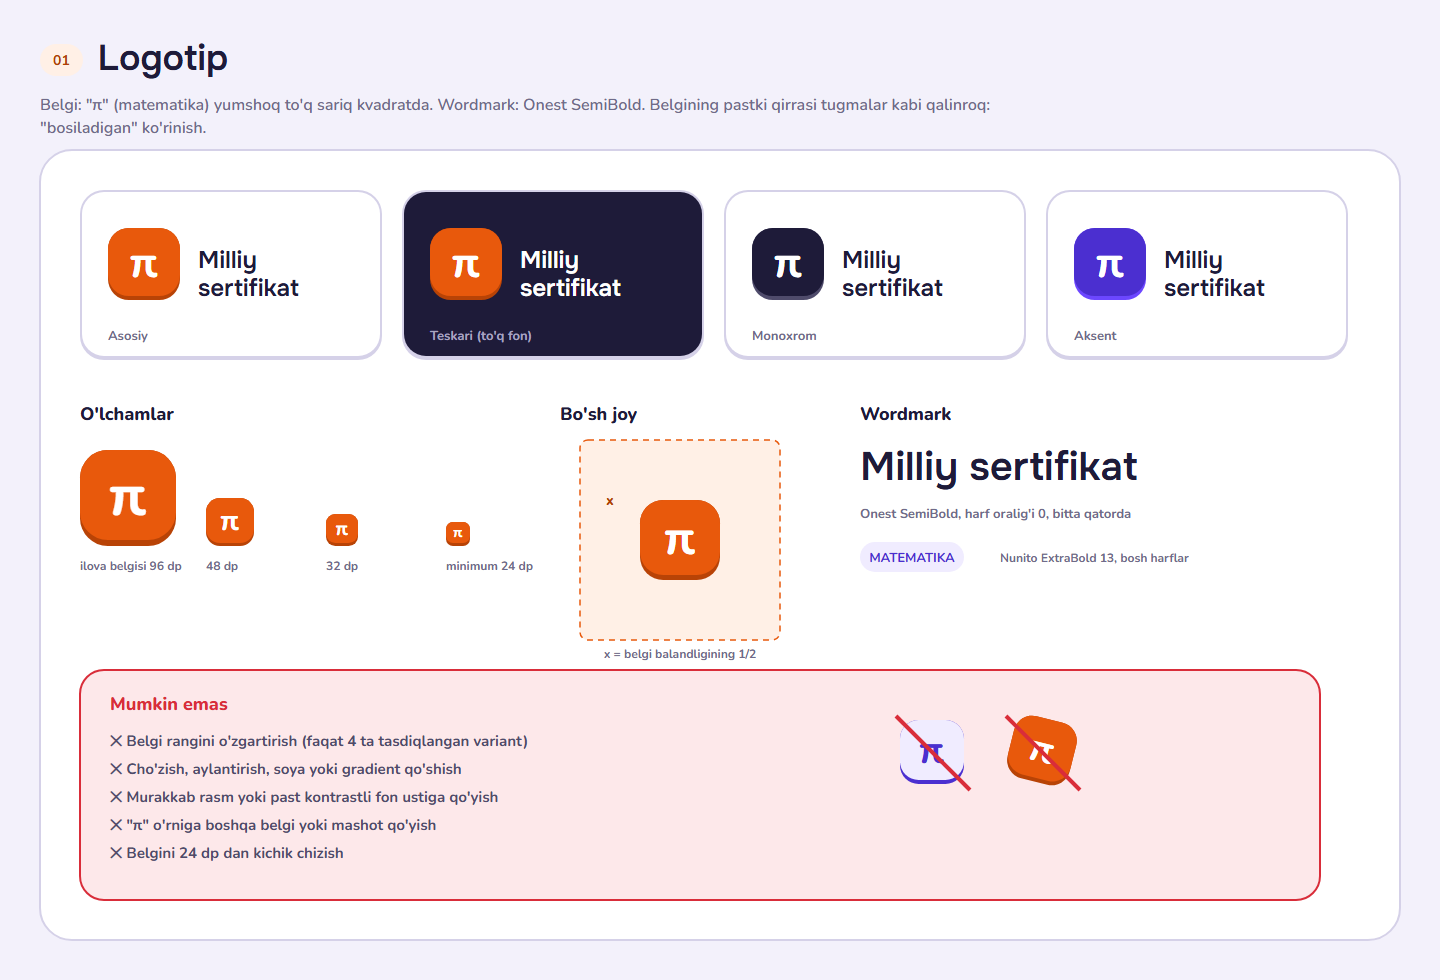 01
Logotip
Belgi: "π" (matematika) yumshoq to'q sariq kvadratda. Wordmark: Onest SemiBold. Belgining pastki qirrasi tugmalar kabi qalinroq:
"bosiladigan" ko'rinish.
π
Milliy
sertifikat
Asosiy
π
Milliy
sertifikat
Teskari (to'q fon)
π
Milliy
sertifikat
Monoxrom
π
Milliy
sertifikat
Aksent
O'lchamlar
π
ilova belgisi 96 dp
π
48 dp
π
32 dp
π
minimum 24 dp
Bo'sh joy
x
π
x = belgi balandligining 1/2
Wordmark
Milliy sertifikat
Onest SemiBold, harf oralig'i 0, bitta qatorda
MATEMATIKA
Nunito ExtraBold 13, bosh harflar
Mumkin emas
✕ Belgi rangini o'zgartirish (faqat 4 ta tasdiqlangan variant)
✕ Cho'zish, aylantirish, soya yoki gradient qo'shish
✕ Murakkab rasm yoki past kontrastli fon ustiga qo'yish
✕ "π" o'rniga boshqa belgi yoki mashot qo'yish
✕ Belgini 24 dp dan kichik chizish
π
π